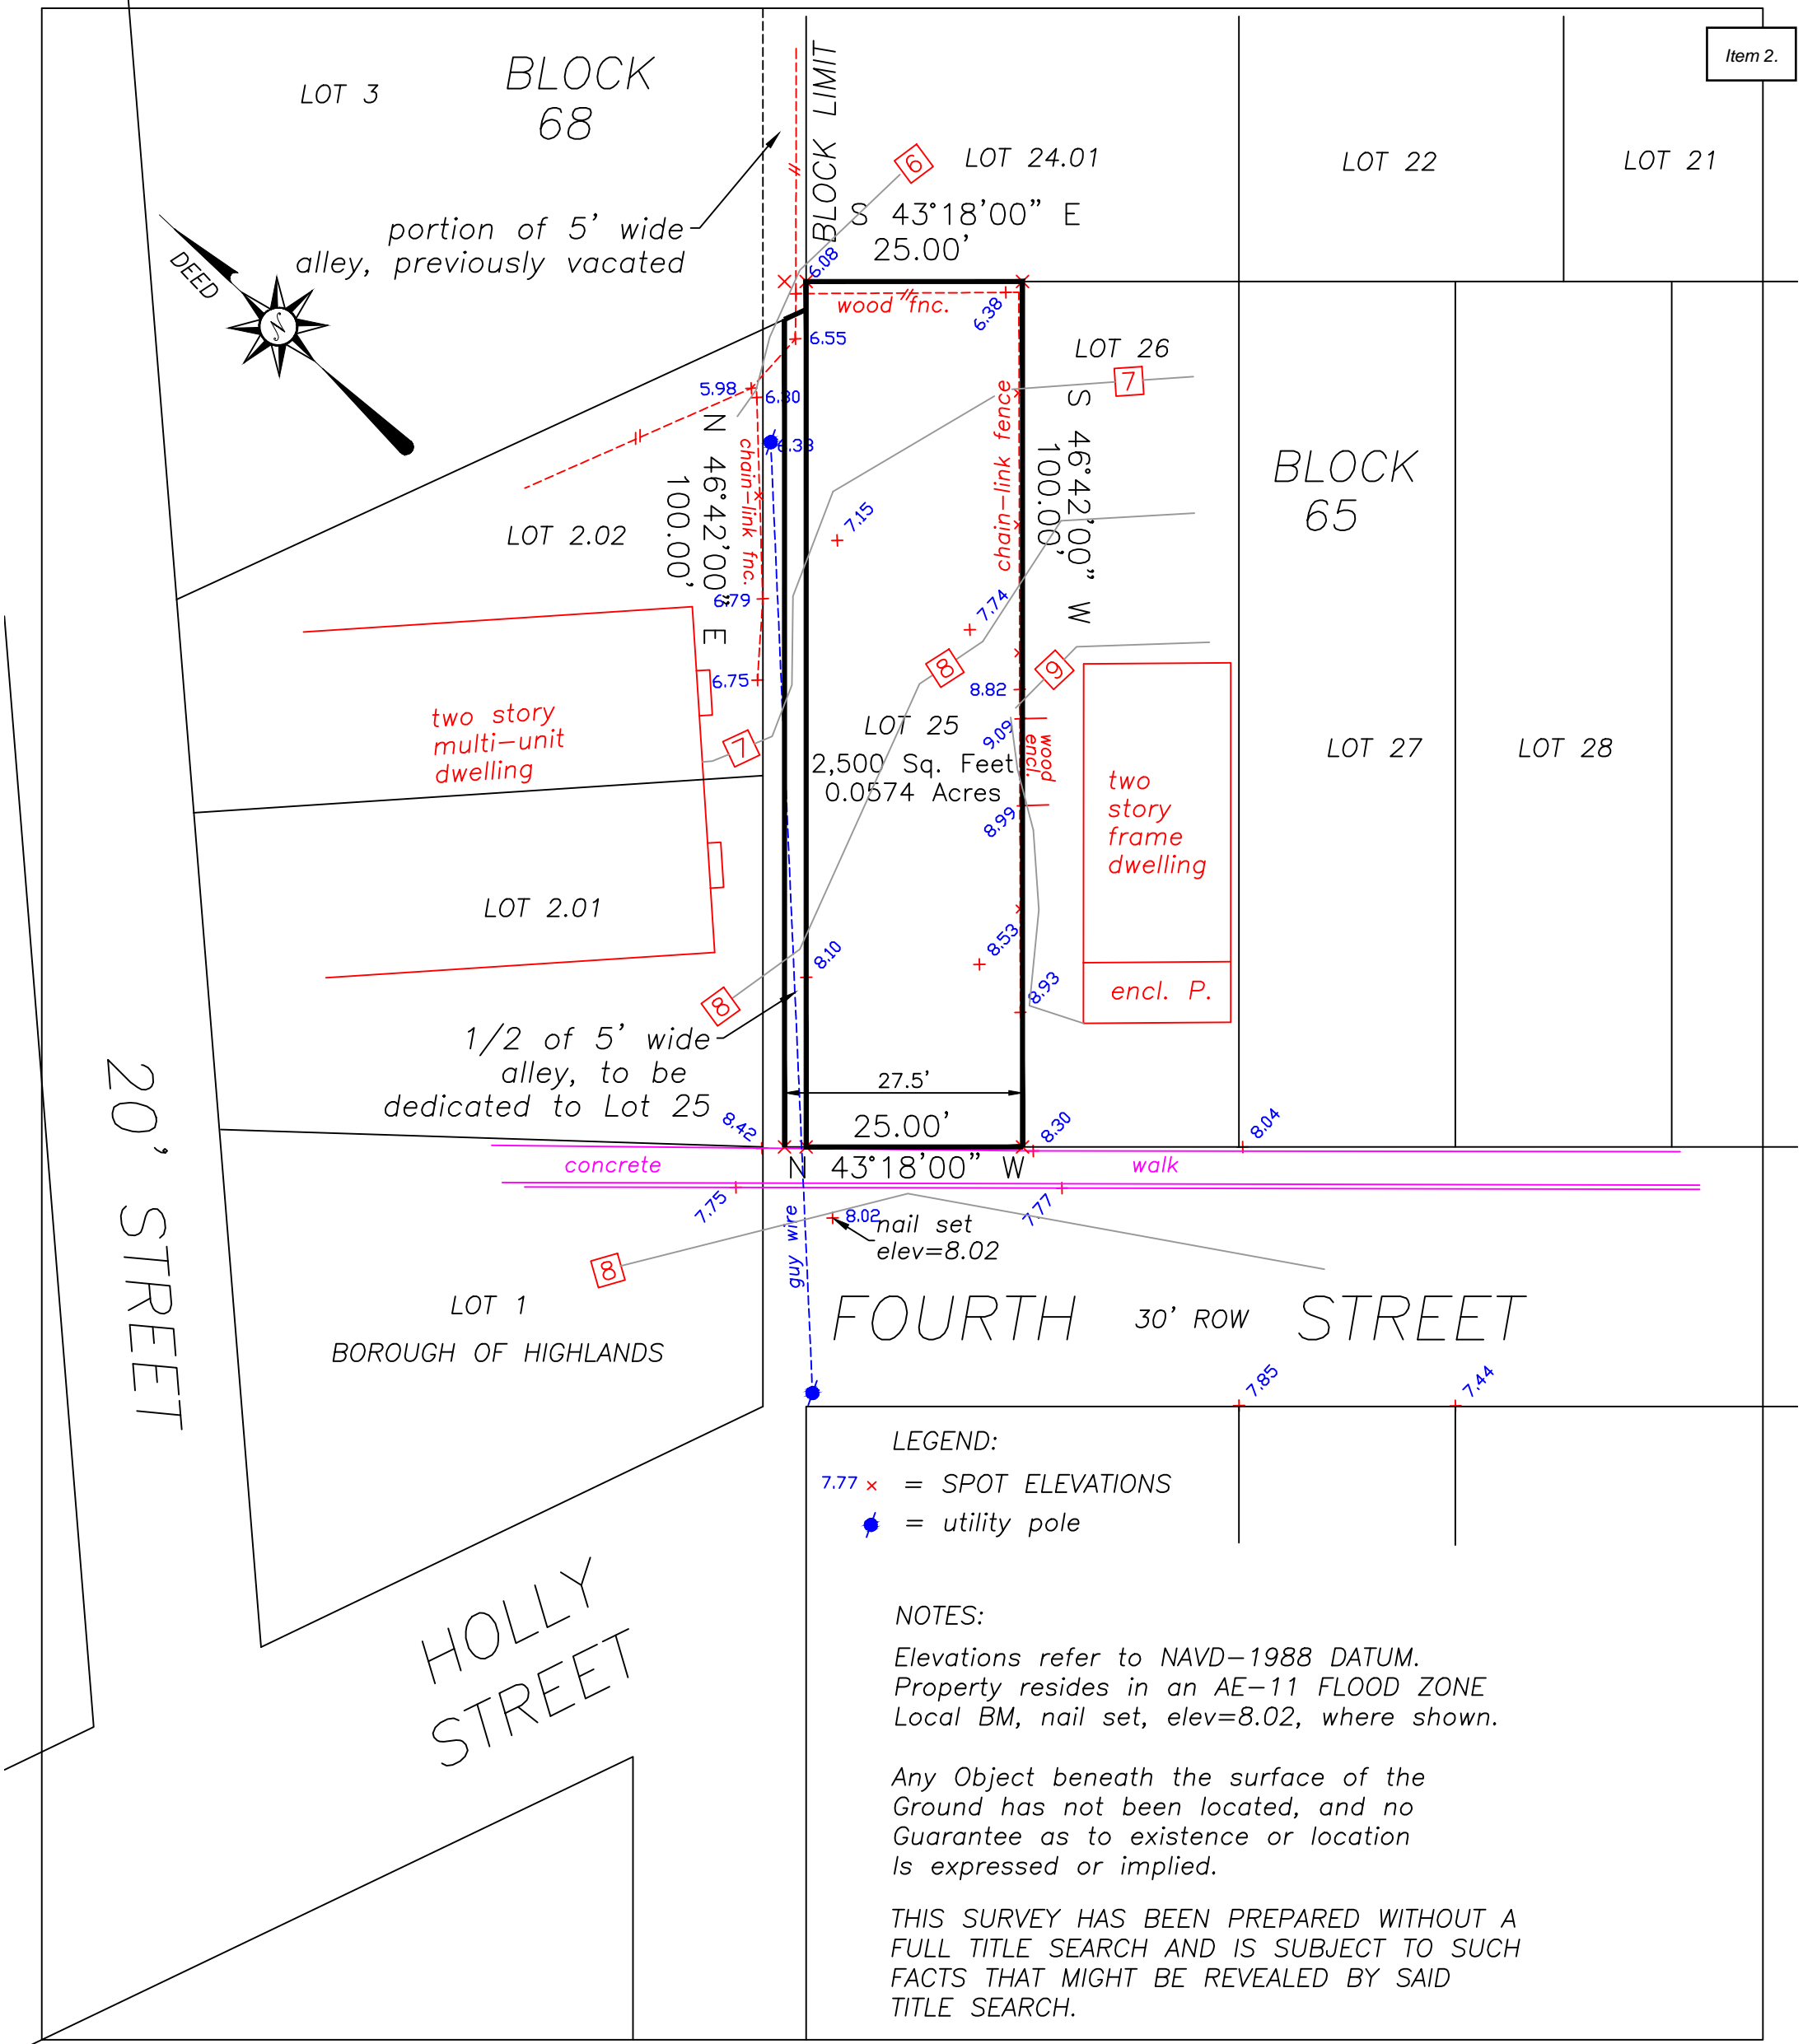 Item 2.
LOT 3
BLOCK
68
BLOCK LIMIT
6
LOT 24.01
LOT 22
LOT 21
portion of 5' wide
alley, previously vacated
S 43°18'00" E
25.00'
DEED
N
6.08
wood fnc.
6.38
6.55
LOT 26
7
5.98
6.80
6.33
N 46°42'00" E
100.00'
chain-link fnc.
chain-link fence
S 46°42'00" W
100.00'
BLOCK
65
LOT 2.02
7.15
6.79
7.74
6.75
8
9
8.82
two story
multi-unit
dwelling
7
LOT 25
2,500 Sq. Feet
0.0574 Acres
9.09
wood
encl.
8.99
two
story
frame
dwelling
LOT 27
LOT 28
LOT 2.01
8.10
8.53
8.93
encl. P.
8
1/2 of 5' wide
alley, to be
dedicated to Lot 25
27.5'
25.00'
8.42
8.30
8.04
concrete
N 43°18'00" W
walk
7.75
7.77
8.02
nail set
elev=8.02
guy wire
8
20' STREET
LOT 1
BOROUGH OF HIGHLANDS
FOURTH 30' ROW STREET
7.85
7.44
LEGEND:
7.77 x = SPOT ELEVATIONS
= utility pole
HOLLY
STREET
NOTES:
Elevations refer to NAVD-1988 DATUM.
Property resides in an AE-11 FLOOD ZONE
Local BM, nail set, elev=8.02, where shown.
Any Object beneath the surface of the
Ground has not been located, and no
Guarantee as to existence or location
Is expressed or implied.
THIS SURVEY HAS BEEN PREPARED WITHOUT A
FULL TITLE SEARCH AND IS SUBJECT TO SUCH
FACTS THAT MIGHT BE REVEALED BY SAID
TITLE SEARCH.